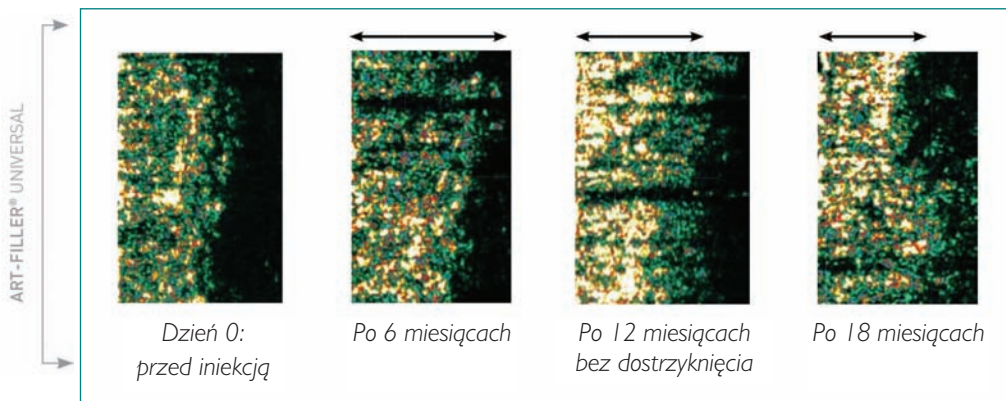 ART-FILLER® UNIVERSAL
Dzień 0:
przed iniekcją
Po 6 miesiącach
Po 12 miesiącach
bez dostrzyknięcia
Po 18 miesiącach